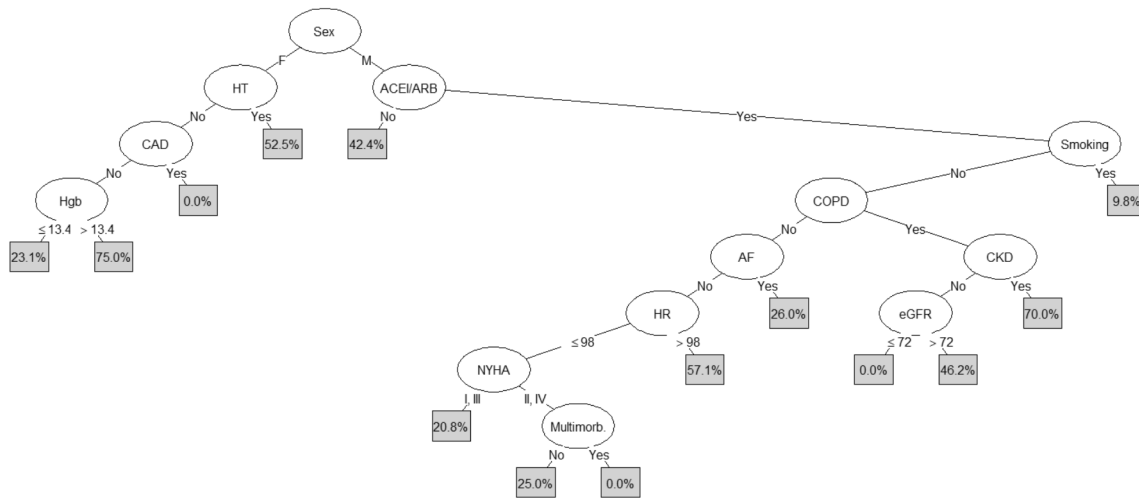 Sex
F M
HT ACEI/ARB
No Yes No Yes
CAD 52.5% 42.4% Smoking
No Yes No Yes
Hgb 0.0% COPD 9.8%
≤ 13.4 > 13.4 No Yes
23.1% 75.0% AF CKD
No Yes No Yes
HR 26.0% eGFR 70.0%
≤ 98 > 98 ≤ 72 > 72
NYHA 57.1% 0.0% 46.2%
I, III II, IV
20.8% Multimorb.
No Yes
25.0% 0.0%